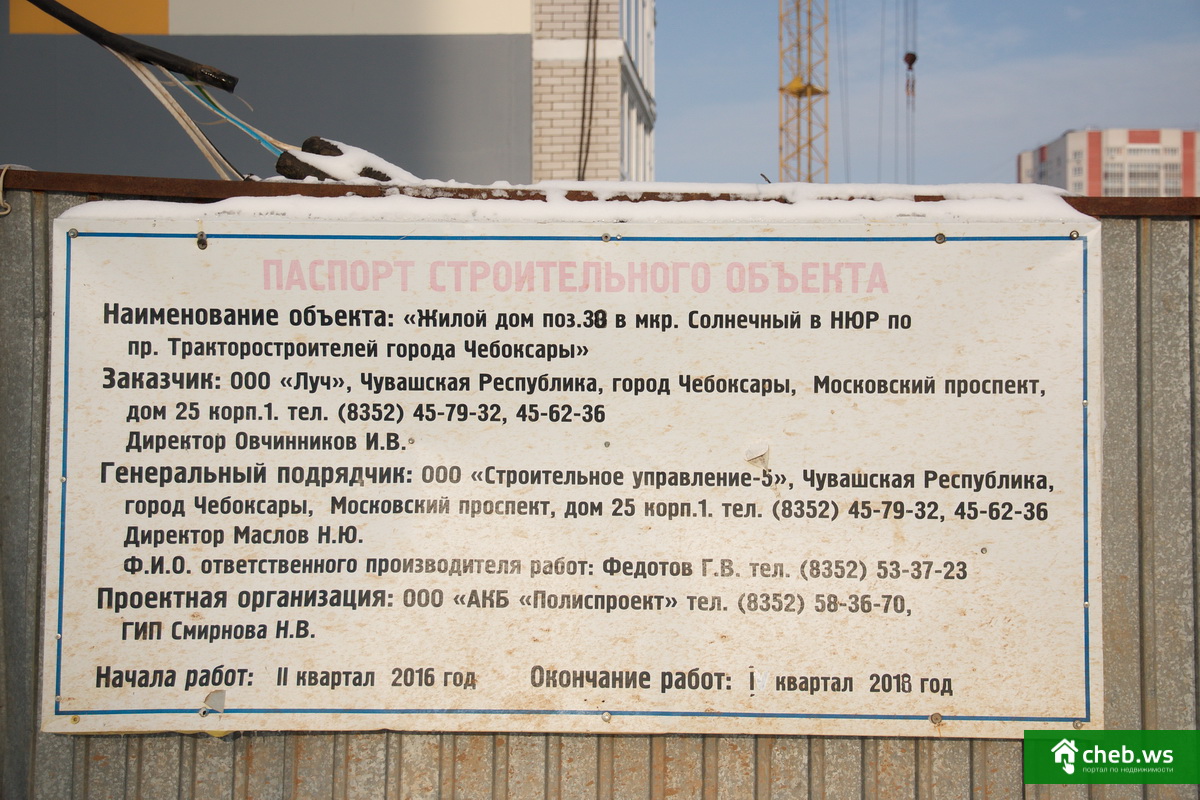 ПАСПОРТ СТРОИТЕЛЬНОГО ОБЪЕКТА
Наименование объекта: «Жилой дом поз.38 в мкр. Солнечный в НЮР по
пр. Тракторостроителей города Чебоксары»
Заказчик: ООО «Луч», Чувашская Республика, город Чебоксары, Московский проспект,
дом 25 корп.1. тел. (8352) 45-79-32, 45-62-36
Директор Овчинников И.В.
Генеральный подрядчик: ООО «Строительное управление-5», Чувашская Республика,
город Чебоксары, Московский проспект, дом 25 корп.1. тел. (8352) 45-79-32, 45-62-36
Директор Маслов Н.Ю.
Ф.И.О. ответственного производителя работ: Федотов Г.В. тел. (8352) 53-37-23
Проектная организация: ООО «АКБ «Полиспроект» тел. (8352) 58-36-70,
ГИП Смирнова Н.В.
Начала работ: II квартал 2016 год Окончание работ: I квартал 2018 год
cheb.ws
портал по недвижимости